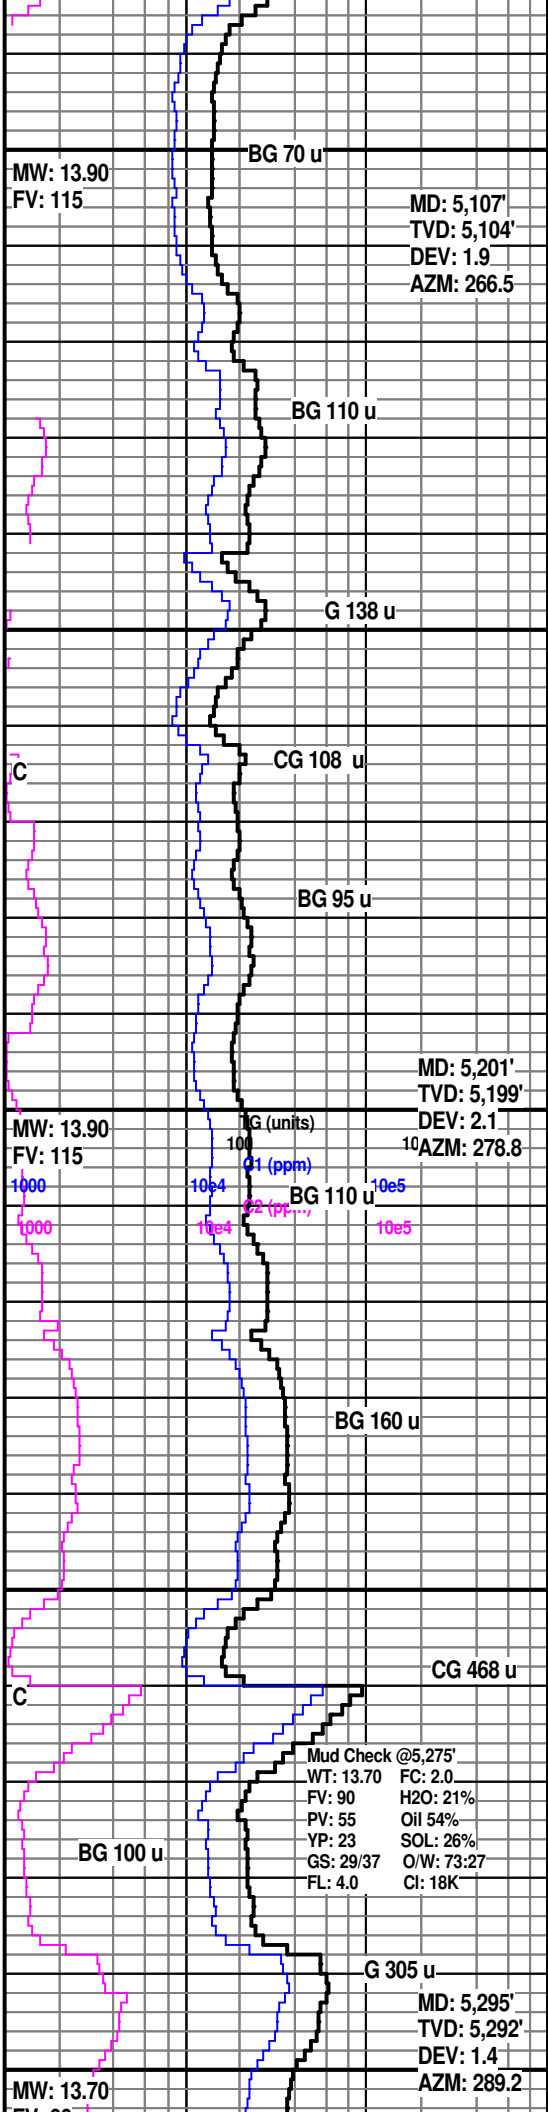 BG 70 u
MW: 13.90
FV: 115
MD: 5,107'
TVD: 5,104'
DEV: 1.9
AZM: 266.5
BG 110 u
G 138 u
CG 108 u
C
BG 95 u
MD: 5,201'
TVD: 5,199'
DEV: 2.1
AZM: 278.8
MW: 13.90
FV: 115
TG (units)
100
10
C1 (ppm)
1000 10e4 10e5
BG 110 u
1000 10e4 10e5
BG 160 u
CG 468 u
C
Mud Check @5,275'
WT: 13.70 FC: 2.0
FV: 90 H2O: 21%
PV: 55 Oil 54%
YP: 23 SOL: 26%
GS: 29/37 O/W: 73:27
FL: 4.0 Cl: 18K
BG 100 u
G 305 u
MD: 5,295'
TVD: 5,292'
DEV: 1.4
AZM: 289.2
MW: 13.70